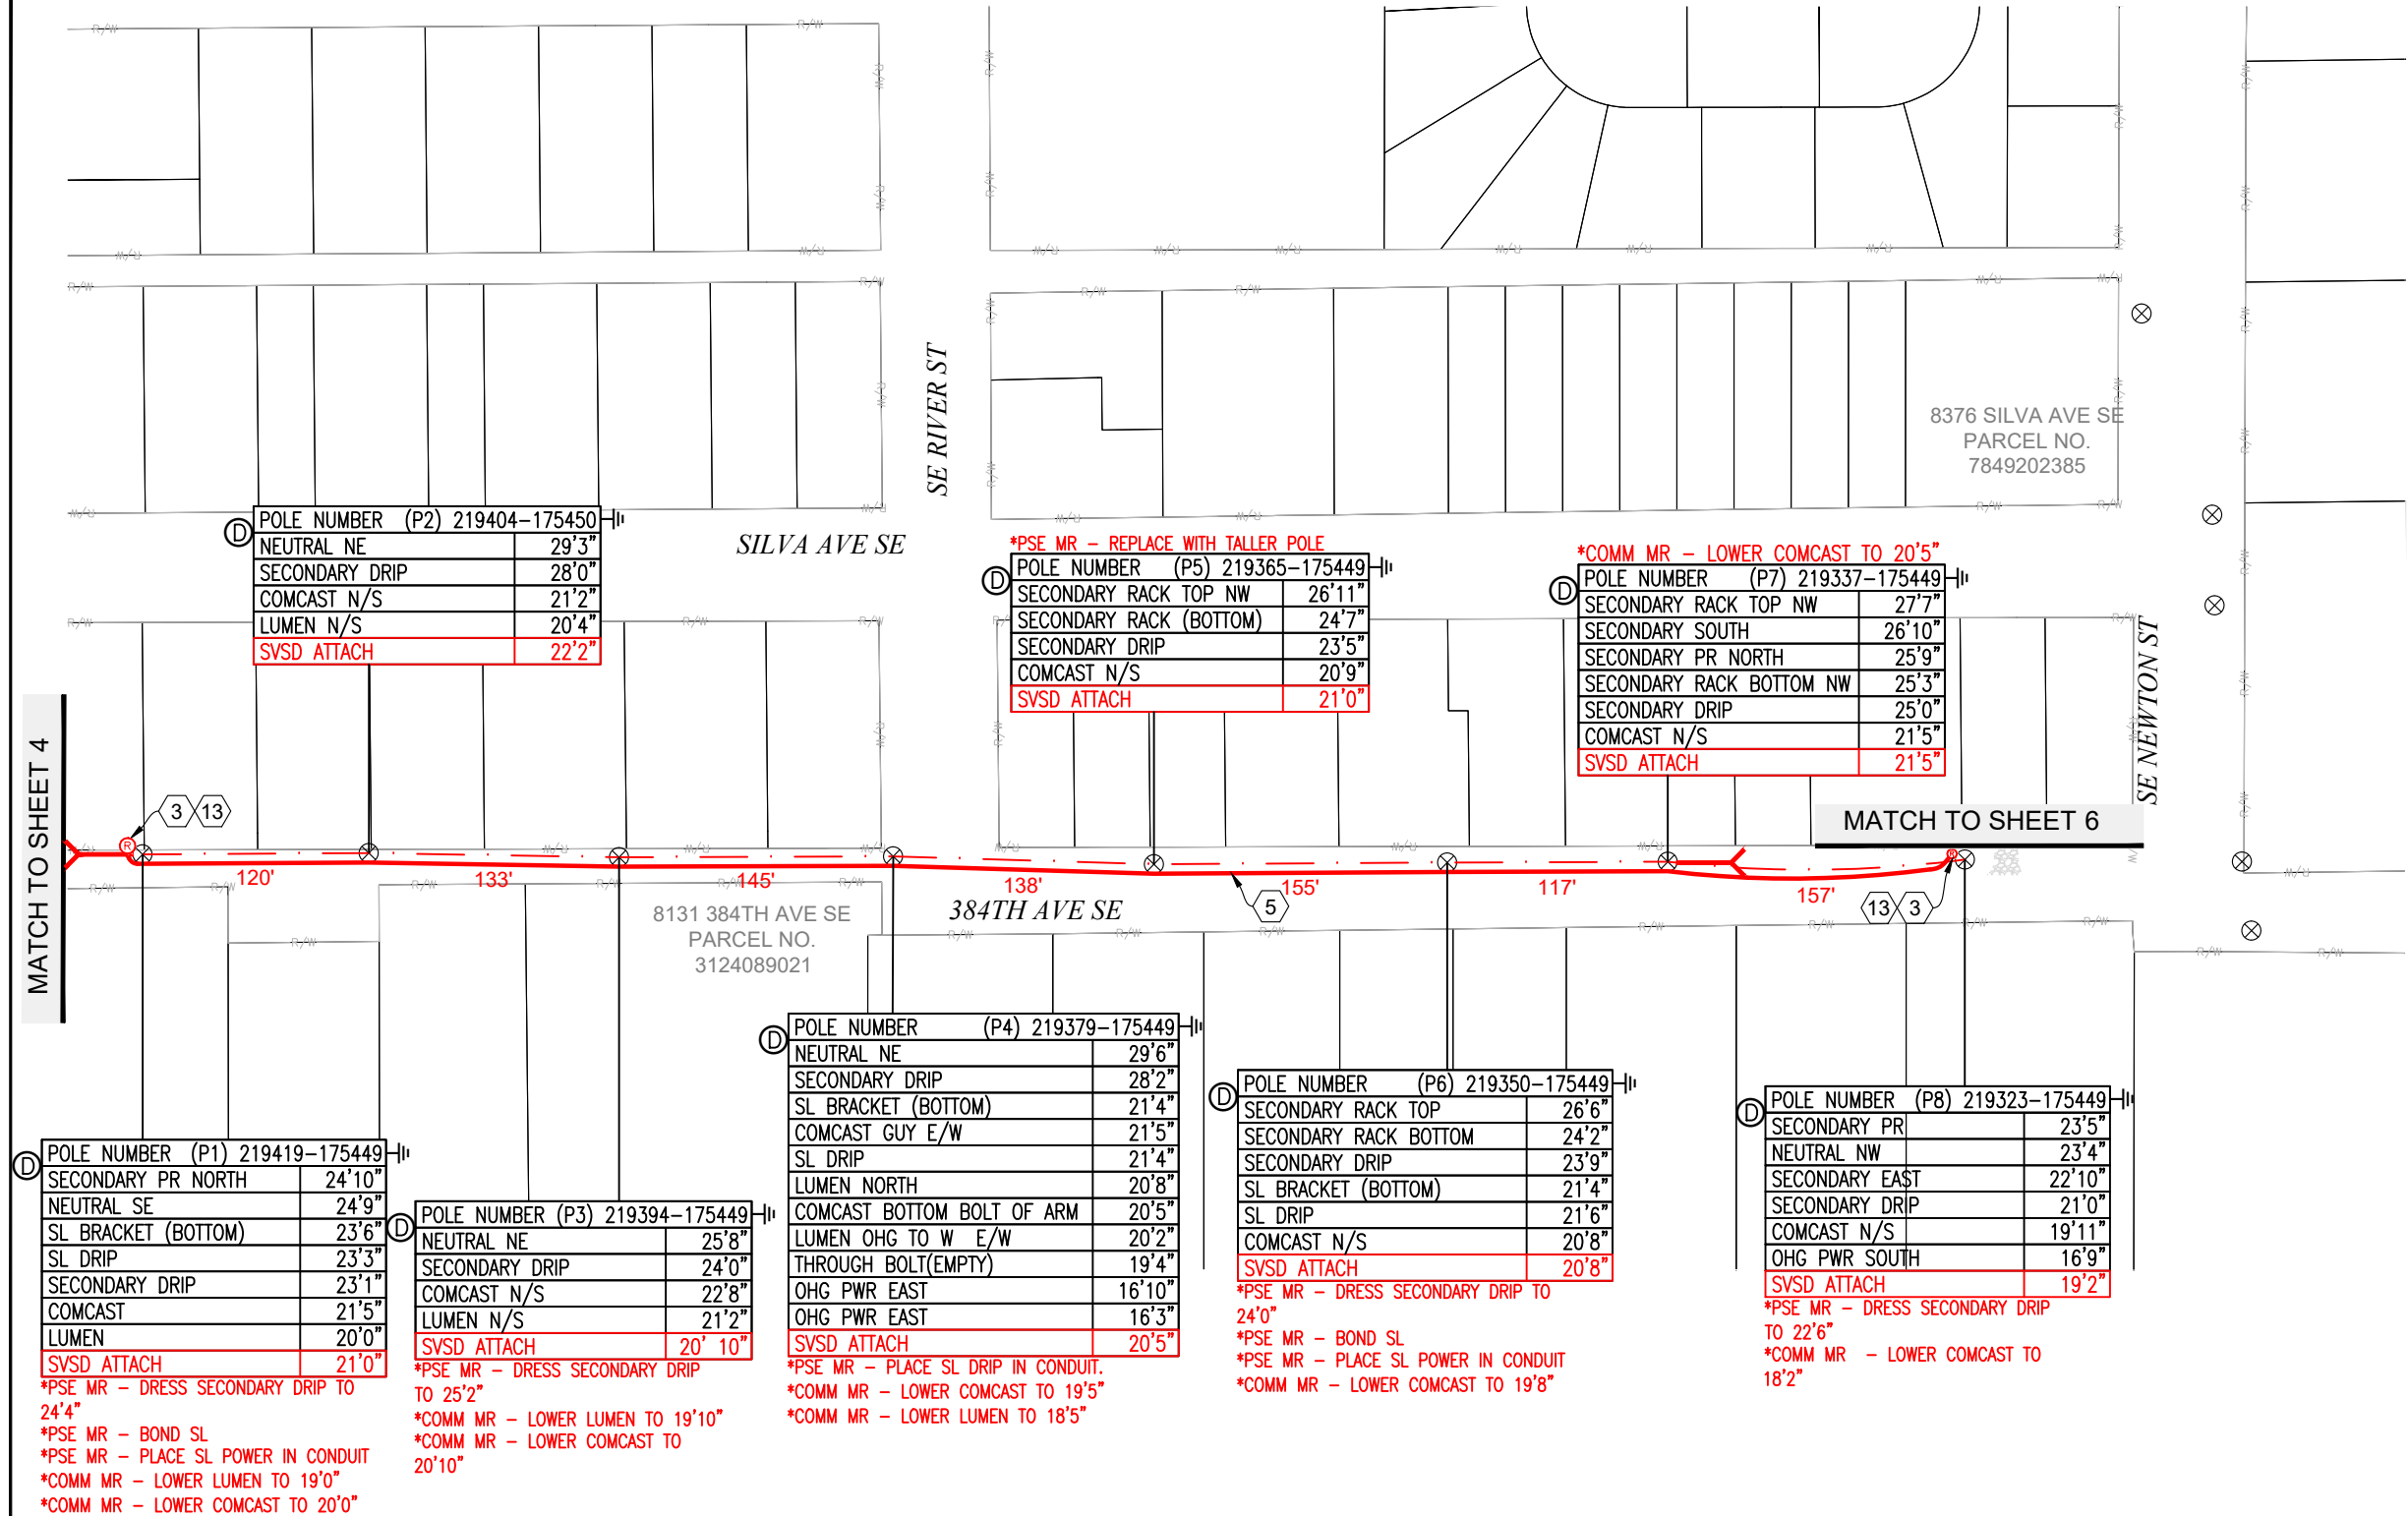 SE RIVER ST
8376 SILVA AVE SE
PARCEL NO.
7849202385
SILVA AVE SE
D
POLE NUMBER (P2) 219404-175450
NEUTRAL NE 29'3"
SECONDARY DRIP 28'0"
COMCAST N/S 21'2"
LUMEN N/S 20'4"
SVSD ATTACH 22'2"
*PSE MR - REPLACE WITH TALLER POLE
D
POLE NUMBER (P5) 219365-175449
SECONDARY RACK TOP NW 26'11"
SECONDARY RACK (BOTTOM) 24'7"
SECONDARY DRIP 23'5"
COMCAST N/S 20'9"
SVSD ATTACH 21'0"
*COMM MR - LOWER COMCAST TO 20'5"
D
POLE NUMBER (P7) 219337-175449
SECONDARY RACK TOP NW 27'7"
SECONDARY SOUTH 26'10"
SECONDARY PR NORTH 25'9"
SECONDARY RACK BOTTOM NW 25'3"
SECONDARY DRIP 25'0"
COMCAST N/S 21'5"
SVSD ATTACH 21'5"
SE NEWTON ST
MATCH TO SHEET 4
MATCH TO SHEET 6
3 13
R
120'
133'
145'
138'
155'
117'
157'
5
13 3
R
8131 384TH AVE SE
PARCEL NO.
3124089021
384TH AVE SE
D
POLE NUMBER (P1) 219419-175449
SECONDARY PR NORTH 24'10"
NEUTRAL SE 24'9"
SL BRACKET (BOTTOM) 23'6"
SL DRIP 23'3"
SECONDARY DRIP 23'1"
COMCAST 21'5"
LUMEN 20'0"
SVSD ATTACH 21'0"
*PSE MR - DRESS SECONDARY DRIP TO
24'4"
*PSE MR - BOND SL
*PSE MR - PLACE SL POWER IN CONDUIT
*COMM MR - LOWER LUMEN TO 19'0"
*COMM MR - LOWER COMCAST TO 20'0"
D
POLE NUMBER (P3) 219394-175449
NEUTRAL NE 25'8"
SECONDARY DRIP 24'0"
COMCAST N/S 22'8"
LUMEN N/S 21'2"
SVSD ATTACH 20' 10"
*PSE MR - DRESS SECONDARY DRIP
TO 25'2"
*COMM MR - LOWER LUMEN TO 19'10"
*COMM MR - LOWER COMCAST TO
20'10"
D
POLE NUMBER (P4) 219379-175449
NEUTRAL NE 29'6"
SECONDARY DRIP 28'2"
SL BRACKET (BOTTOM) 21'4"
COMCAST GUY E/W 21'5"
SL DRIP 21'4"
LUMEN NORTH 20'8"
COMCAST BOTTOM BOLT OF ARM 20'5"
LUMEN OHG TO W E/W 20'2"
THROUGH BOLT(EMPTY) 19'4"
OHG PWR EAST 16'10"
OHG PWR EAST 16'3"
SVSD ATTACH 20'5"
*PSE MR - PLACE SL DRIP IN CONDUIT.
*COMM MR - LOWER COMCAST TO 19'5"
*COMM MR - LOWER LUMEN TO 18'5"
D
POLE NUMBER (P6) 219350-175449
SECONDARY RACK TOP 26'6"
SECONDARY RACK BOTTOM 24'2"
SECONDARY DRIP 23'9"
SL BRACKET (BOTTOM) 21'4"
SL DRIP 21'6"
COMCAST N/S 20'8"
SVSD ATTACH 20'8"
*PSE MR - DRESS SECONDARY DRIP TO
24'0"
*PSE MR - BOND SL
*PSE MR - PLACE SL POWER IN CONDUIT
*COMM MR - LOWER COMCAST TO 19'8"
D
POLE NUMBER (P8) 219323-175449
SECONDARY PR 23'5"
NEUTRAL NW 23'4"
SECONDARY EAST 22'10"
SECONDARY DRIP 21'0"
COMCAST N/S 19'11"
OHG PWR SOUTH 16'9"
SVSD ATTACH 19'2"
*PSE MR - DRESS SECONDARY DRIP
TO 22'6"
*COMM MR - LOWER COMCAST TO
18'2"